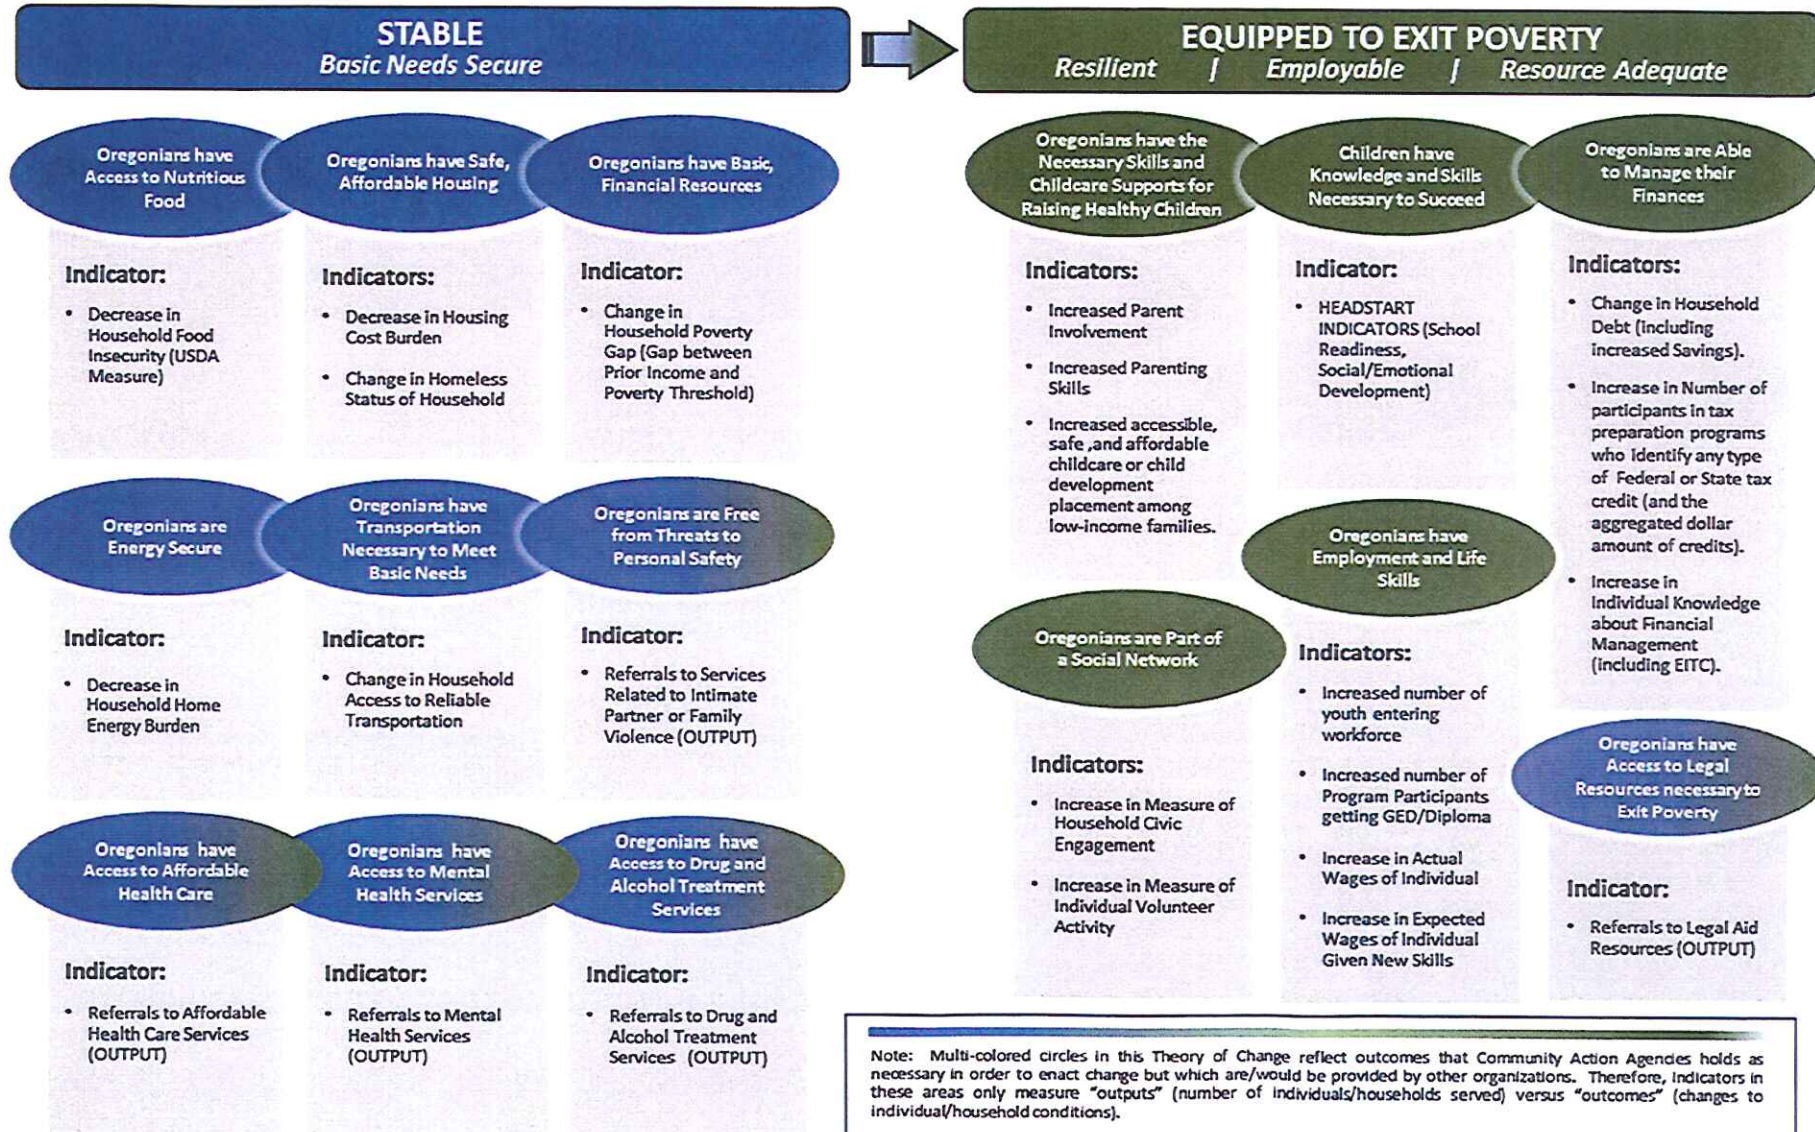 STABLE
Basic Needs Secure
EQUIPPED TO EXIT POVERTY
Resilient | Employable | Resource Adequate
Oregonians have
Access to Nutritious
Food
Indicator:
• Decrease in
Household Food
Insecurity (USDA
Measure)
Oregonians have Safe,
Affordable Housing
Indicators:
• Decrease in Housing
Cost Burden
• Change in Homeless
Status of Household
Oregonians have Basic,
Financial Resources
Indicator:
• Change in
Household Poverty
Gap (Gap between
Prior Income and
Poverty Threshold)
Oregonians are
Energy Secure
Indicator:
• Decrease in
Household Home
Energy Burden
Oregonians have
Transportation
Necessary to Meet
Basic Needs
Indicator:
• Change in Household
Access to Reliable
Transportation
Oregonians are Free
from Threats to
Personal Safety
Indicator:
• Referrals to Services
Related to Intimate
Partner or Family
Violence (OUTPUT)
Oregonians have
Access to Affordable
Health Care
Indicator:
• Referrals to Affordable
Health Care Services
(OUTPUT)
Oregonians have
Access to Mental
Health Services
Indicator:
• Referrals to Mental
Health Services
(OUTPUT)
Oregonians have
Access to Drug and
Alcohol Treatment
Services
Indicator:
• Referrals to Drug and
Alcohol Treatment
Services (OUTPUT)
Oregonians have the
Necessary Skills and
Childcare Supports for
Raising Healthy Children
Indicators:
• Increased Parent
Involvement
• Increased Parenting
Skills
• Increased accessible,
safe ,and affordable
childcare or child
development
placement among
low-income families.
Children have
Knowledge and Skills
Necessary to Succeed
Indicator:
• HEADSTART
INDICATORS (School
Readiness,
Social/Emotional
Development)
Oregonians are Able
to Manage their
Finances
Indicators:
• Change in Household
Debt (including
increased Savings).
• Increase in Number of
participants in tax
preparation programs
who identify any type
of Federal or State tax
credit (and the
aggregated dollar
amount of credits).
• Increase in
Individual Knowledge
about Financial
Management
(including EITC).
Oregonians are Part of
a Social Network
Indicators:
• Increase in Measure of
Household Civic
Engagement
• Increase in Measure of
Individual Volunteer
Activity
Oregonians have
Employment and Life
Skills
Indicators:
• Increased number of
youth entering
workforce
• Increased number of
Program Participants
getting GED/Diploma
• Increase in Actual
Wages of Individual
• Increase in Expected
Wages of Individual
Given New Skills
Oregonians have
Access to Legal
Resources necessary to
Exit Poverty
Indicator:
• Referrals to Legal Aid
Resources (OUTPUT)
Note: Multi-colored circles in this Theory of Change reflect outcomes that Community Action Agencies holds as
necessary in order to enact change but which are/would be provided by other organizations. Therefore, indicators in
these areas only measure "outputs" (number of individuals/households served) versus "outcomes" (changes to
individual/household conditions).